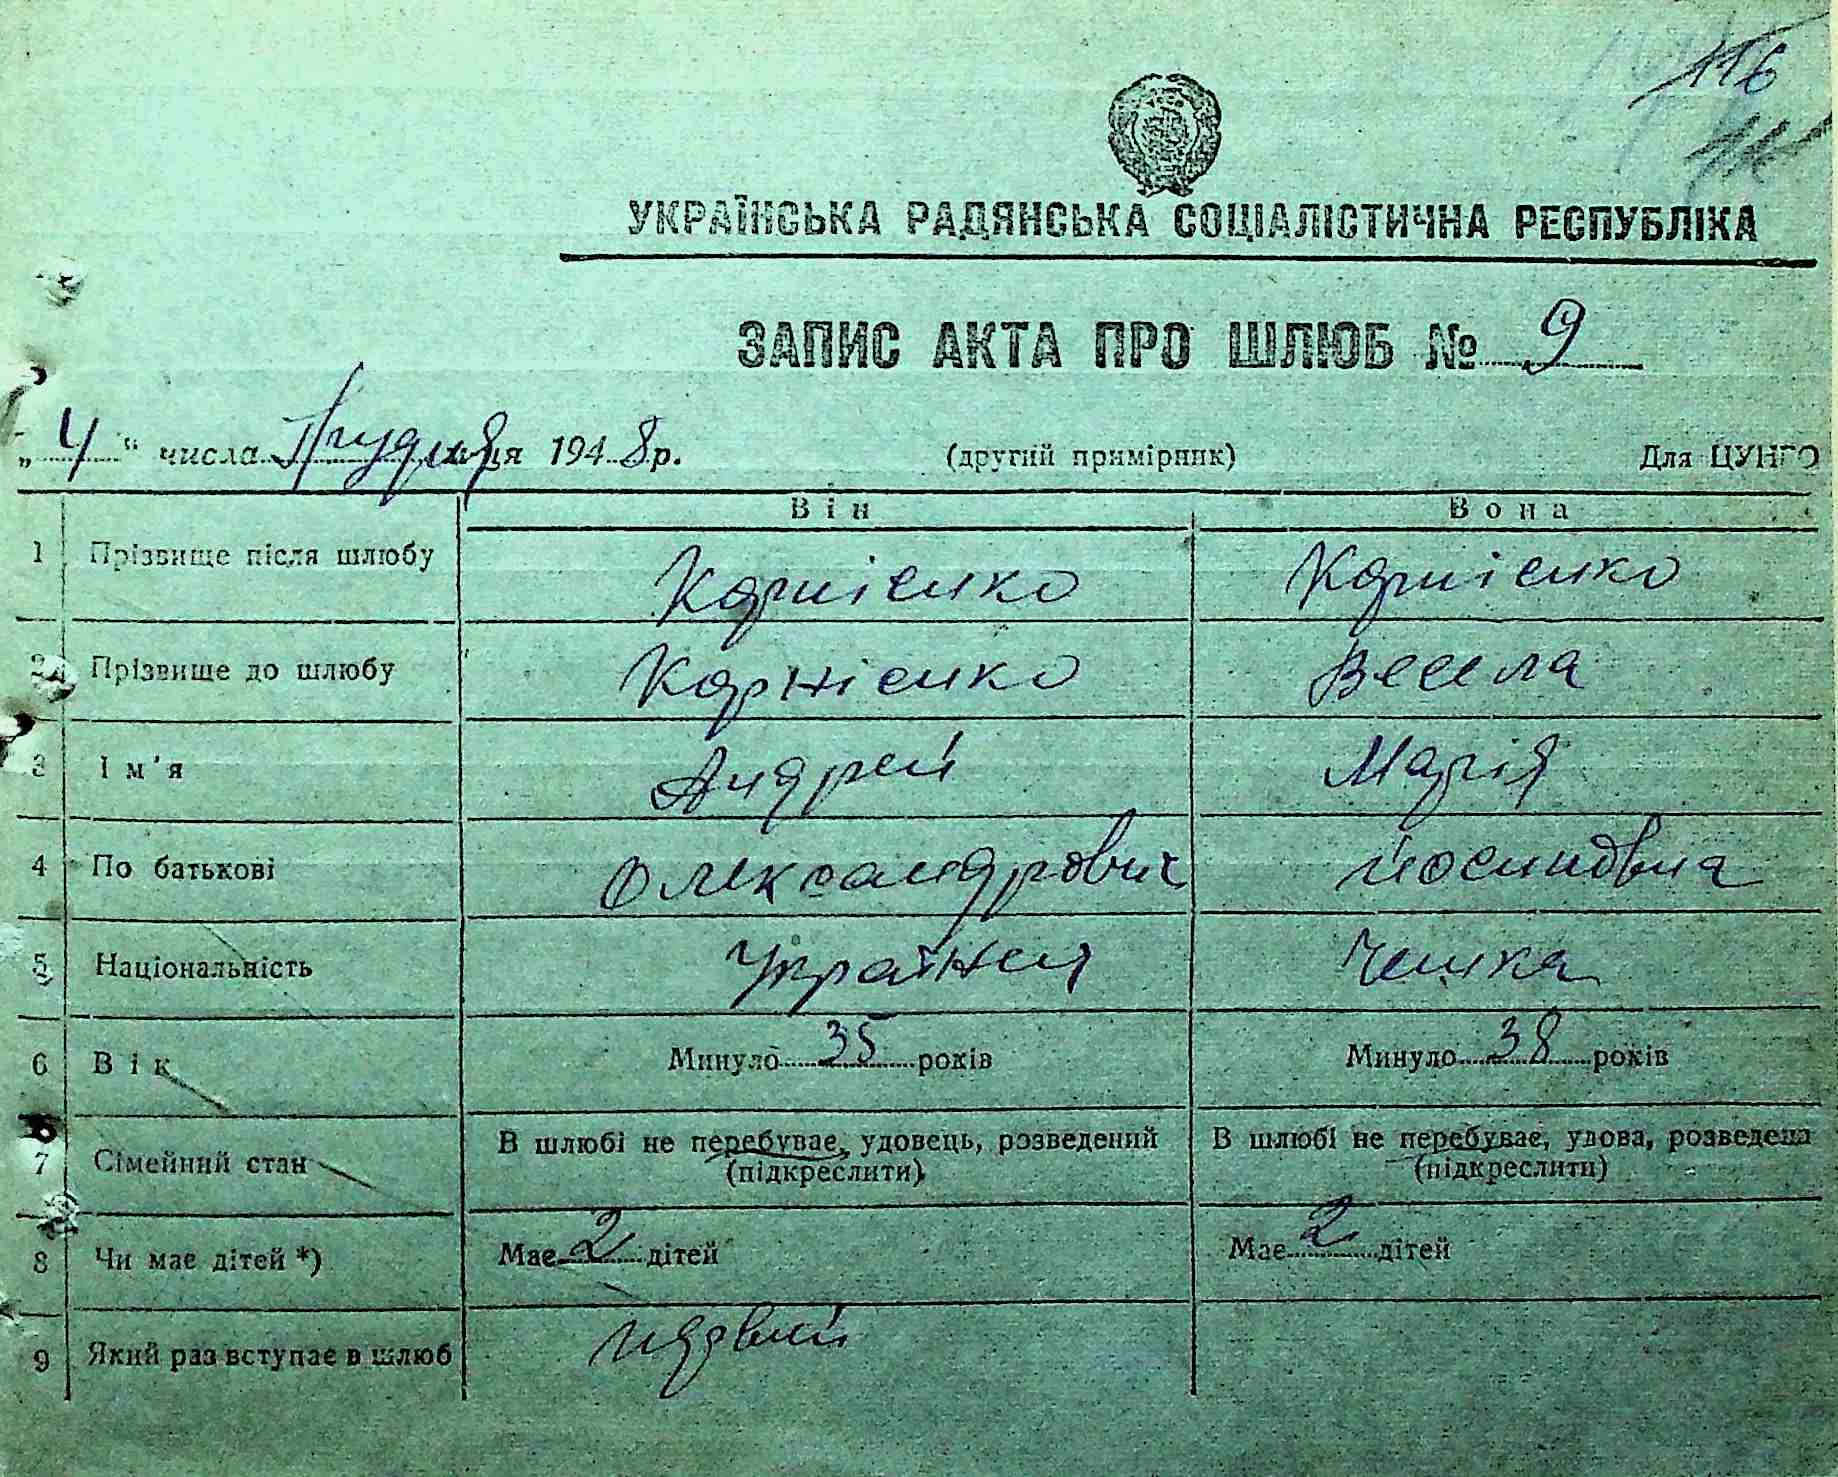 116
УКРАЇНСЬКА РАДЯНСЬКА СОЦІАЛІСТИЧНА РЕСПУБЛІКА
ЗАПИС АКТА ПРО ШЛЮБ № 9
„4“ числа Грудня місяця 1948 р. (другий примірник) Для ЦУНГО
Він Вона
1 Прізвище після шлюбу Корнієнко Корнієнко
2 Прізвище до шлюбу Корнієнко Весела
3 Ім'я Андрей Марія
4 По батькові Олександрович Йосиповна
5 Національність Українец Чешка
6 Вік Минуло 35 років Минуло 38 років
7 Сімейний стан В шлюбі не перебуває, удовець, розведений В шлюбі не перебуває, удова, розведена
(підкреслити) (підкреслити)
8 Чи має дітей *) Має 2 дітей Має 2 дітей
9 Який раз вступає в шлюб